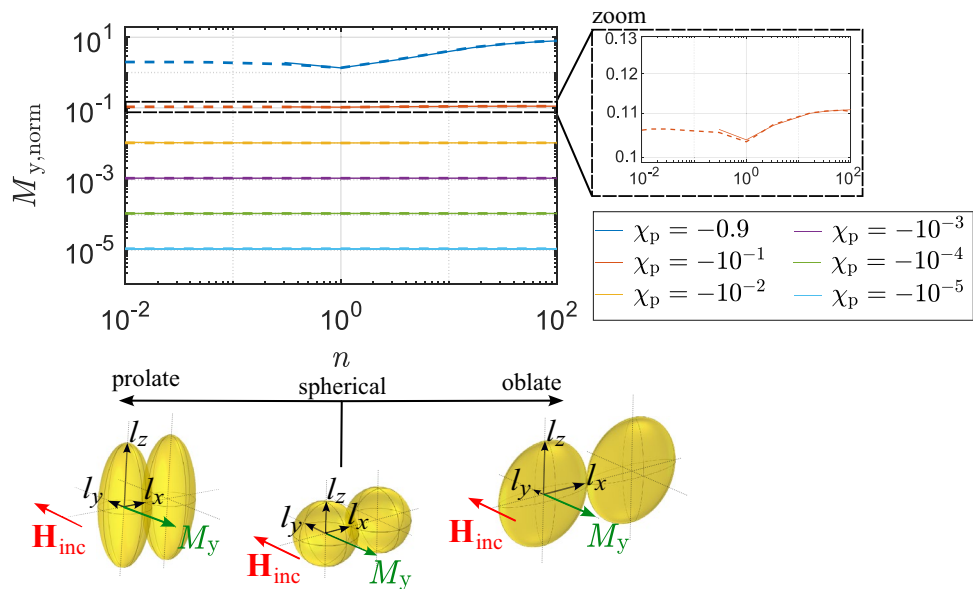 zoom
10^1
10^-1
10^-3
10^-5
M_y,norm
10^-2
10^0
10^2
n
0.13
0.12
0.11
0.1
10^-2
10^0
10^2
χ_p = −0.9
χ_p = −10^−1
χ_p = −10^−2
χ_p = −10^−3
χ_p = −10^−4
χ_p = −10^−5
prolate
spherical
oblate
l_z
l_y
l_x
H_inc
M_y
l_z
l_y
l_x
H_inc
M_y
l_z
l_y
l_x
H_inc
M_y